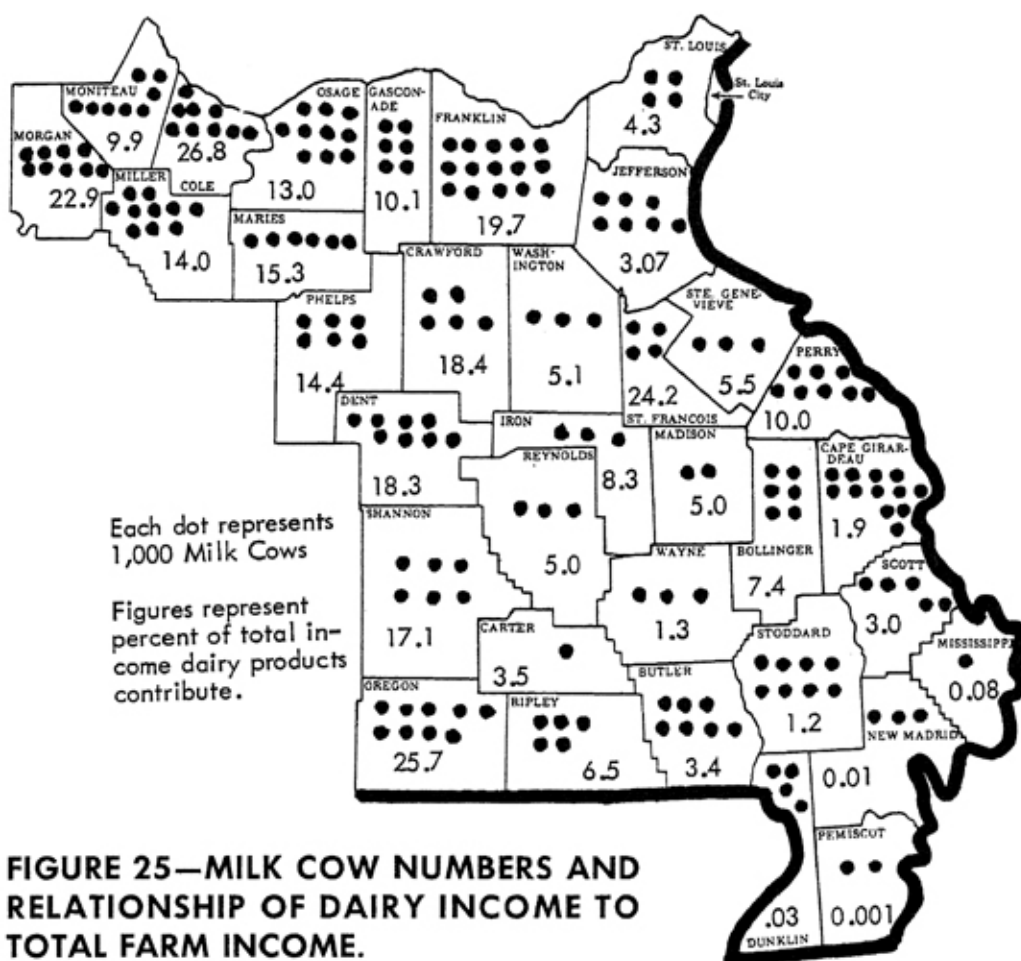 ST. LOUIS
St. Louis
City
4.3
MONITEAU
9.9
OSAGE
13.0
GASCON-
ADE
10.1
FRANKLIN
19.7
MORGAN
22.9
26.8
COLE
MILLER
14.0
JEFFERSON
3.07
MARIES
15.3
CRAWFORD
18.4
WASH-
INGTON
5.1
PHELPS
14.4
STE. GENE-
VIEVE
5.5
24.2
ST. FRANCOIS
PERRY
10.0
DENT
18.3
IRON
8.3
MADISON
5.0
REYNOLDS
5.0
CAPE GIRAR-
DEAU
1.9
Each dot represents
1,000 Milk Cows
SHANNON
17.1
WAYNE
1.3
BOLLINGER
7.4
SCOTT
3.0
Figures represent
percent of total in-
come dairy products
contribute.
CARTER
3.5
STODDARD
1.2
MISSISSIPPI
0.08
OREGON
25.7
RIPLEY
6.5
BUTLER
3.4
NEW MADRID
0.01
PEMISCOT
0.001
.03
DUNKLIN
FIGURE 25—MILK COW NUMBERS AND
RELATIONSHIP OF DAIRY INCOME TO
TOTAL FARM INCOME.